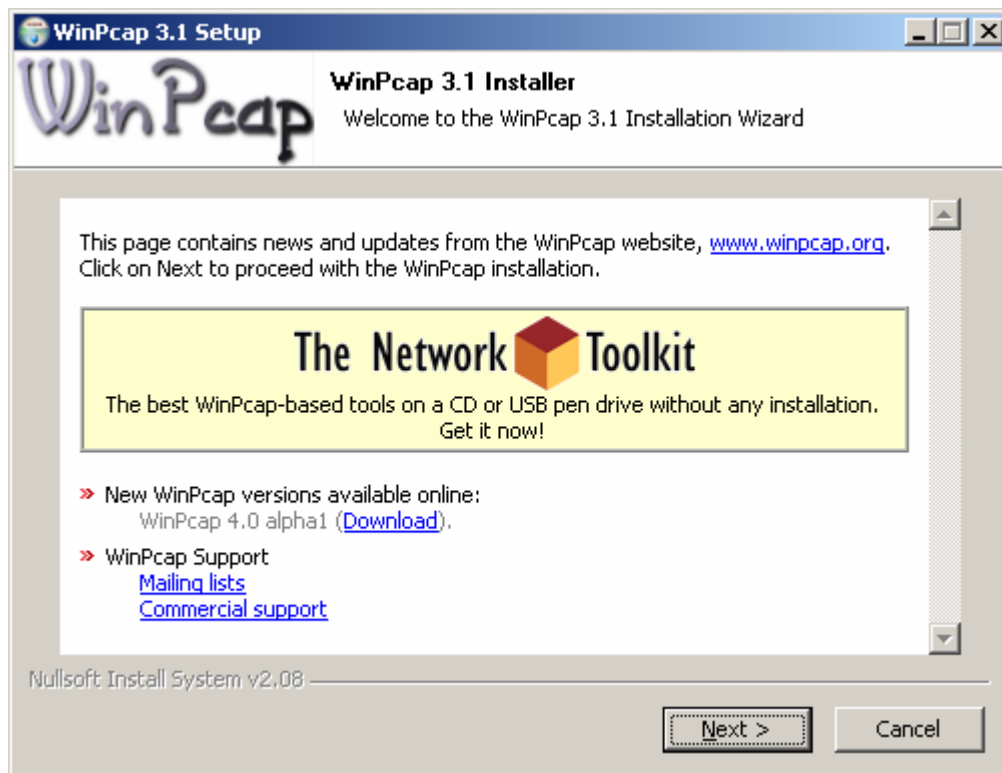 WinPcap 3.1 Setup
WinPcap
WinPcap 3.1 Installer
Welcome to the WinPcap 3.1 Installation Wizard
This page contains news and updates from the WinPcap website, www.winpcap.org.
Click on Next to proceed with the WinPcap installation.
The Network Toolkit
The best WinPcap-based tools on a CD or USB pen drive without any installation.
Get it now!
» New WinPcap versions available online:
WinPcap 4.0 alpha1 (Download).
» WinPcap Support
Mailing lists
Commercial support
Nullsoft Install System v2.08
Next > Cancel